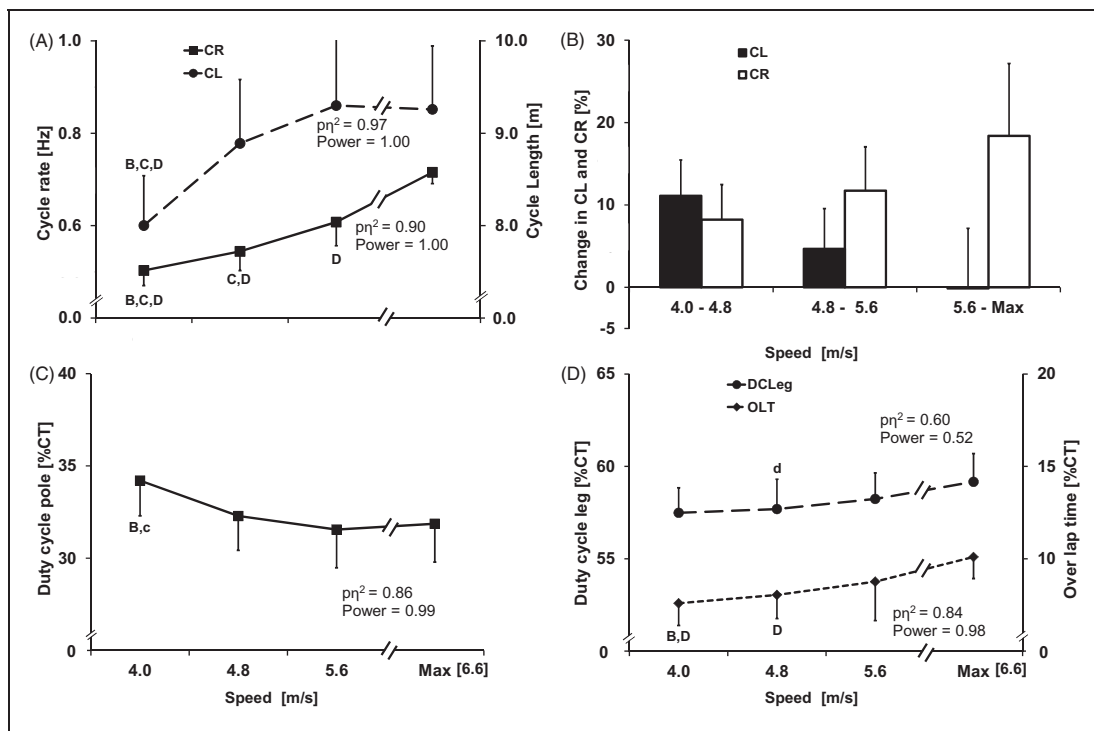 (A)
1.0
0.8
0.6
0.0
Cycle rate [Hz]
CR
CL
B,C,D
pη² = 0.97
Power = 1.00
pη² = 0.90
Power = 1.00
B,C,D
C,D
D
10.0
9.0
8.0
0.0
Cycle Length [m]
(B)
30
20
10
0
-5
Change in CL and CR [%]
CL
CR
4.0 - 4.8
4.8 - 5.6
5.6 - Max
Speed [m/s]
(C)
40
35
30
0
Duty cycle pole [%CT]
B,c
pη² = 0.86
Power = 0.99
4.0
4.8
5.6
Max [6.6]
Speed [m/s]
(D)
65
60
55
0
Duty cycle leg [%CT]
DCLeg
OLT
pη² = 0.60
Power = 0.52
d
B,D
D
pη² = 0.84
Power = 0.98
20
15
10
0
Over lap time [%CT]
4.0
4.8
5.6
Max [6.6]
Speed [m/s]